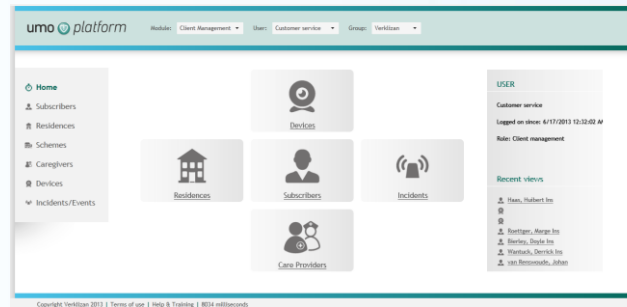 umo platform
Module: Client Management User: Customer service Group: Verklizan
Home
Subscribers
Residences
Schemes
Caregivers
Devices
Incidents/Events
Devices
Residences
Subscribers
Incidents
Care Providers
USER
Customer service
Logged on since: 6/17/2013 12:32:02 AM
Role: Client management
Recent views
Haas, Hulbert Ins
Roettger, Marge Ins
Bierley, Doyle Ins
Wantuck, Derrick Ins
van Renswoude, Johan
Copyright Verklizan 2013 | Terms of use | Help & Training | 8034 milliseconds